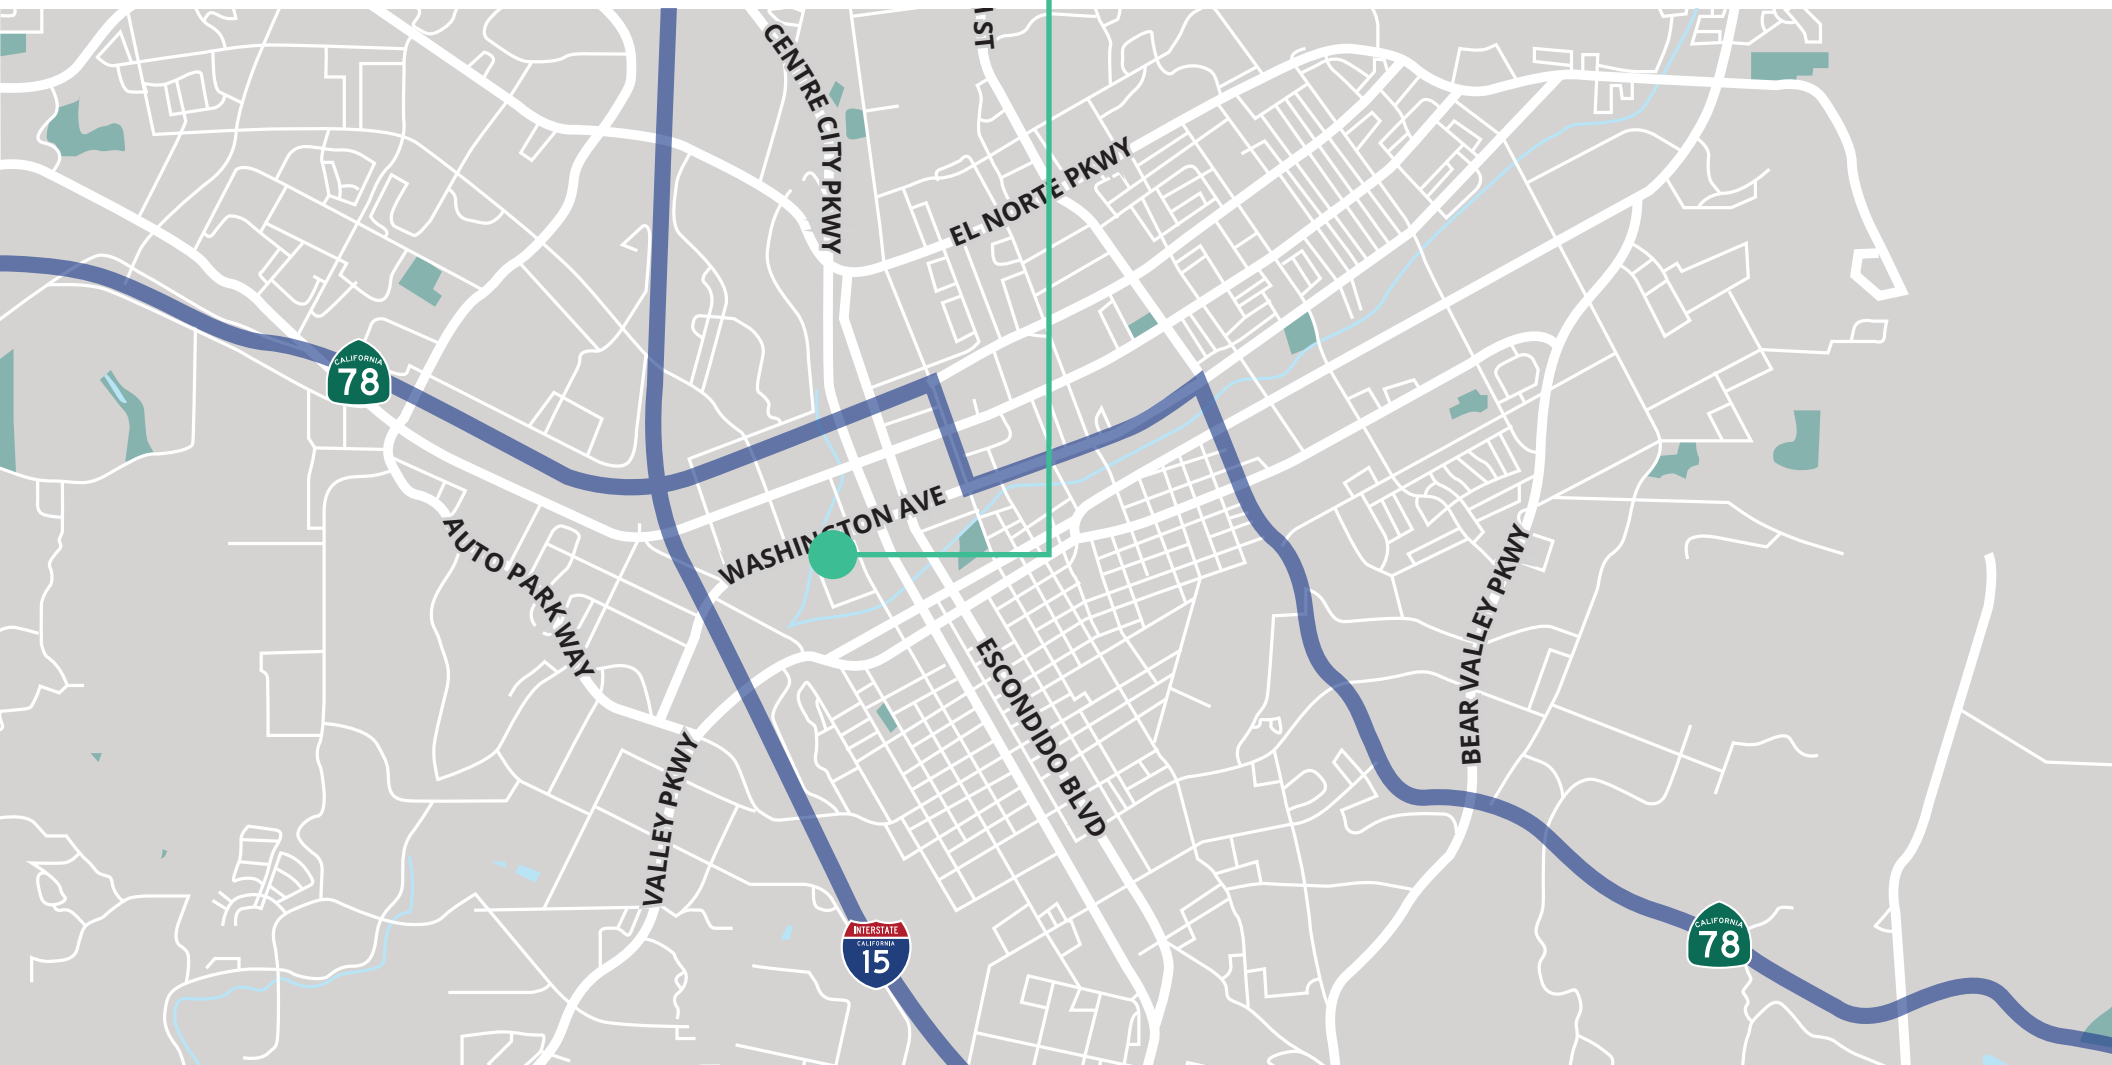 CENTRE CITY PKWY
ST
EL NORTE PKWY
CALIFORNIA
78
WASHINGTON AVE
AUTO PARK WAY
BEAR VALLEY PKWY
ESCONDIDO BLVD
VALLEY PKWY
INTERSTATE
CALIFORNIA
15
CALIFORNIA
78